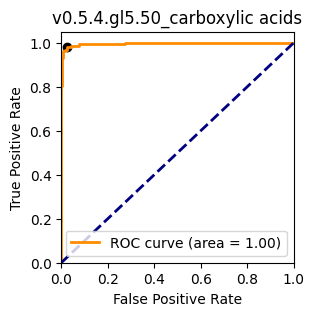 v0.5.4.gl5.50_carboxylic acids
True Positive Rate
1.0
0.8
0.6
0.4
0.2
0.0
ROC curve (area = 1.00)
0.0 0.2 0.4 0.6 0.8 1.0
False Positive Rate